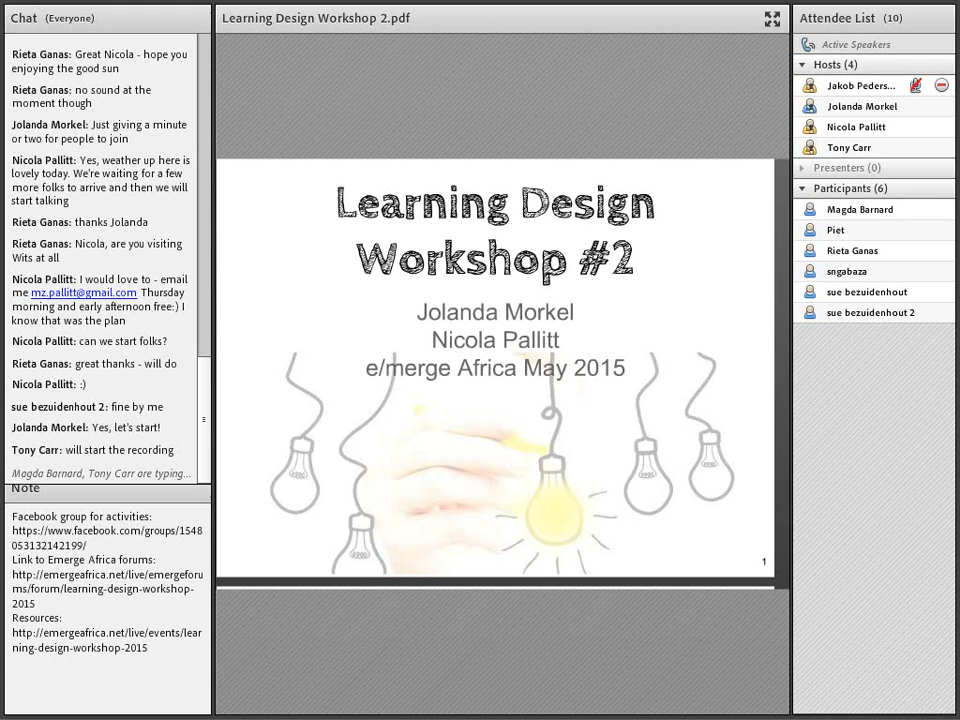 Chat (Everyone)
Rieta Ganas: Great Nicola - hope you
enjoying the good sun
Rieta Ganas: no sound at the
moment though
Jolanda Morkel: Just giving a minute
or two for people to join
Nicola Pallitt: Yes, weather up here is
lovely today. We're waiting for a few
more folks to arrive and then we will
start talking
Rieta Ganas: thanks Jolanda
Rieta Ganas: Nicola, are you visiting
Wits at all
Nicola Pallitt: I would love to - email
me mz.pallitt@gmail.com Thursday
morning and early afternoon free:) I
know that was the plan
Nicola Pallitt: can we start folks?
Rieta Ganas: great thanks - will do
Nicola Pallitt: :)
sue bezuidenhout 2: fine by me
Jolanda Morkel: Yes, let's start!
Tony Carr: will start the recording
Magda Barnard, Tony Carr are typing...
Note
Facebook group for activities:
https://www.facebook.com/groups/1548
053132142199/
Link to Emerge Africa forums:
http://emergeafrica.net/live/emergeforu
ms/forum/learning-design-workshop-
2015
Resources:
http://emergeafrica.net/live/events/lear
ning-design-workshop-2015
Learning Design Workshop 2.pdf
Learning Design
Workshop #2
Jolanda Morkel
Nicola Pallitt
e/merge Africa May 2015
1
Attendee List (10)
Active Speakers
Hosts (4)
Jakob Peders...
Jolanda Morkel
Nicola Pallitt
Tony Carr
Presenters (0)
Participants (6)
Magda Barnard
Piet
Rieta Ganas
sngabaza
sue bezuidenhout
sue bezuidenhout 2